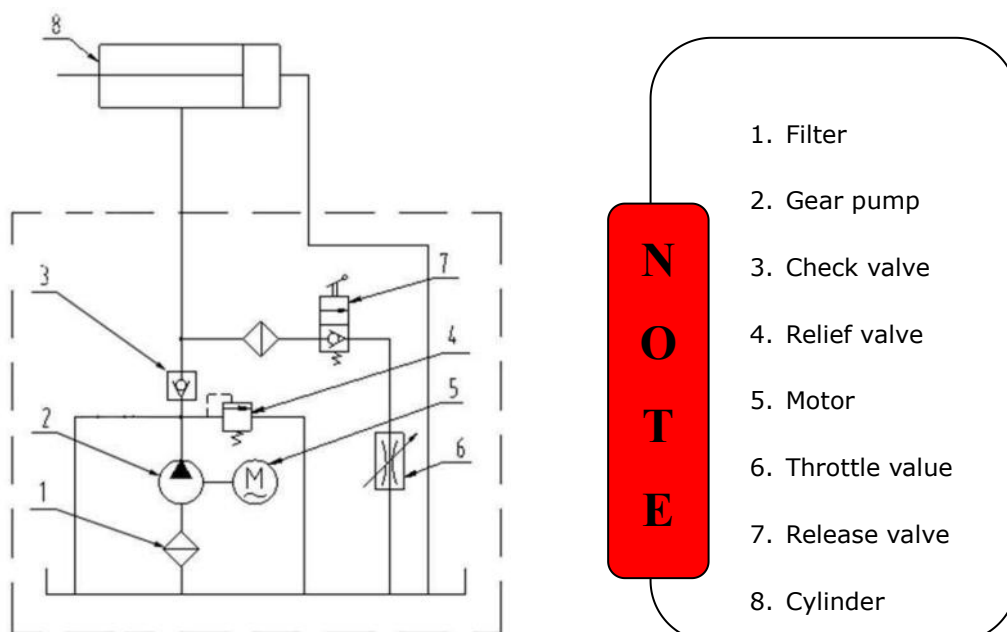 8
3
7
4
5
2
M
6
1
N
O
T
E
1. Filter
2. Gear pump
3. Check valve
4. Relief valve
5. Motor
6. Throttle value
7. Release valve
8. Cylinder